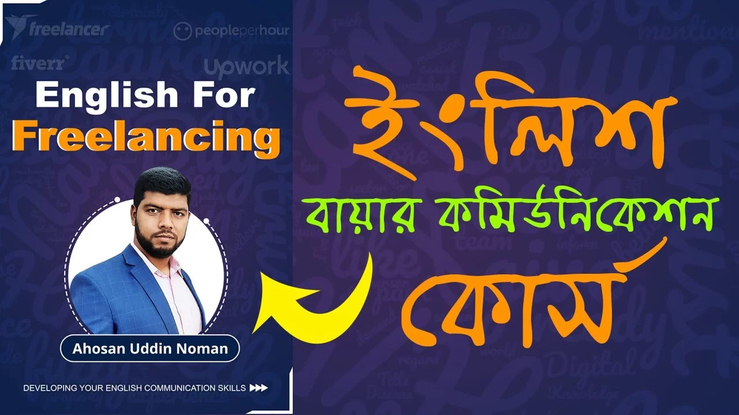 freelancer
peopleperhour
fiverr
Upwork
English For
Freelancing
Ahosan Uddin Noman
DEVELOPING YOUR ENGLISH COMMUNICATION SKILLS
ইংলিশ
বায়ার কমিউনিকেশন
কোর্স